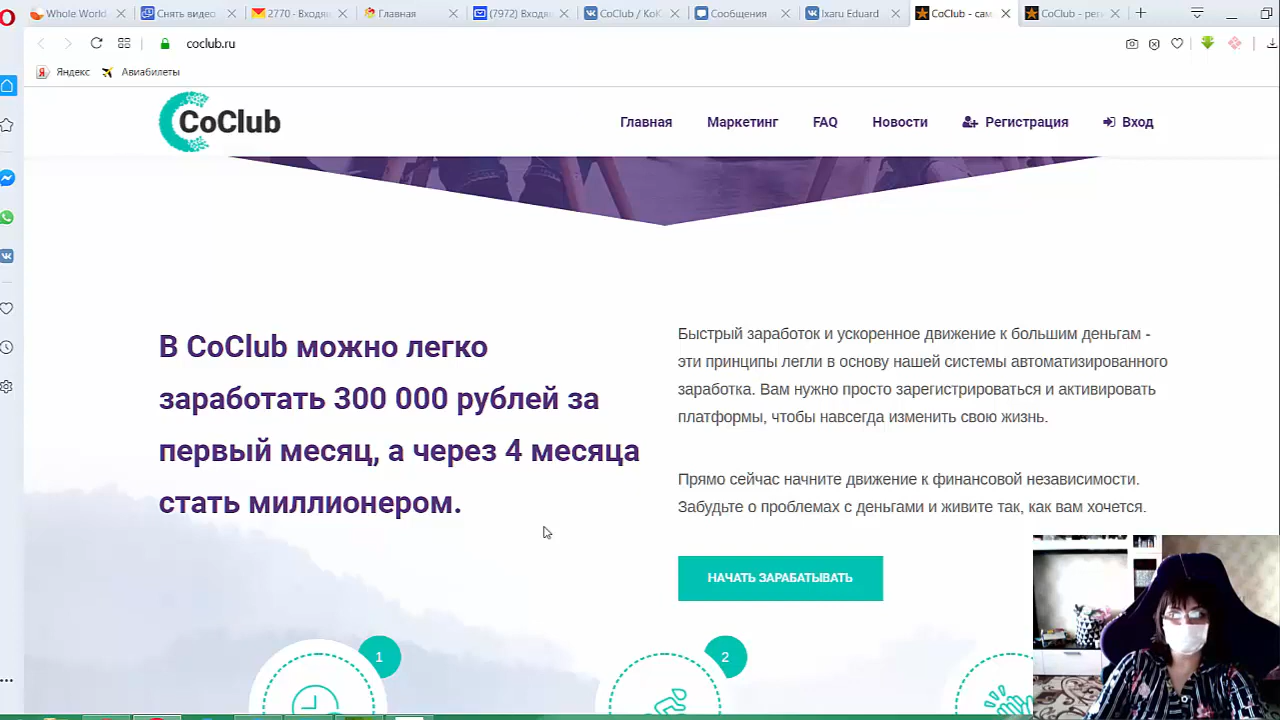 Whole World
Снять видео
2770 - Входящ
Главная
(7972) Входящ
CoClub / КоК
Сообщения
Ixaru Eduard
CoClub - сам
CoClub - рег
coclub.ru
Яндекс
Авиабилеты
CoClub
Главная
Маркетинг
FAQ
Новости
Регистрация
Вход
В CoClub можно легко
заработать 300 000 рублей за
первый месяц, а через 4 месяца
стать миллионером.
Быстрый заработок и ускоренное движение к большим деньгам -
эти принципы легли в основу нашей системы автоматизированного
заработка. Вам нужно просто зарегистрироваться и активировать
платформы, чтобы навсегда изменить свою жизнь.
Прямо сейчас начните движение к финансовой независимости.
Забудьте о проблемах с деньгами и живите так, как вам хочется.
НАЧАТЬ ЗАРАБАТЫВАТЬ
1
2